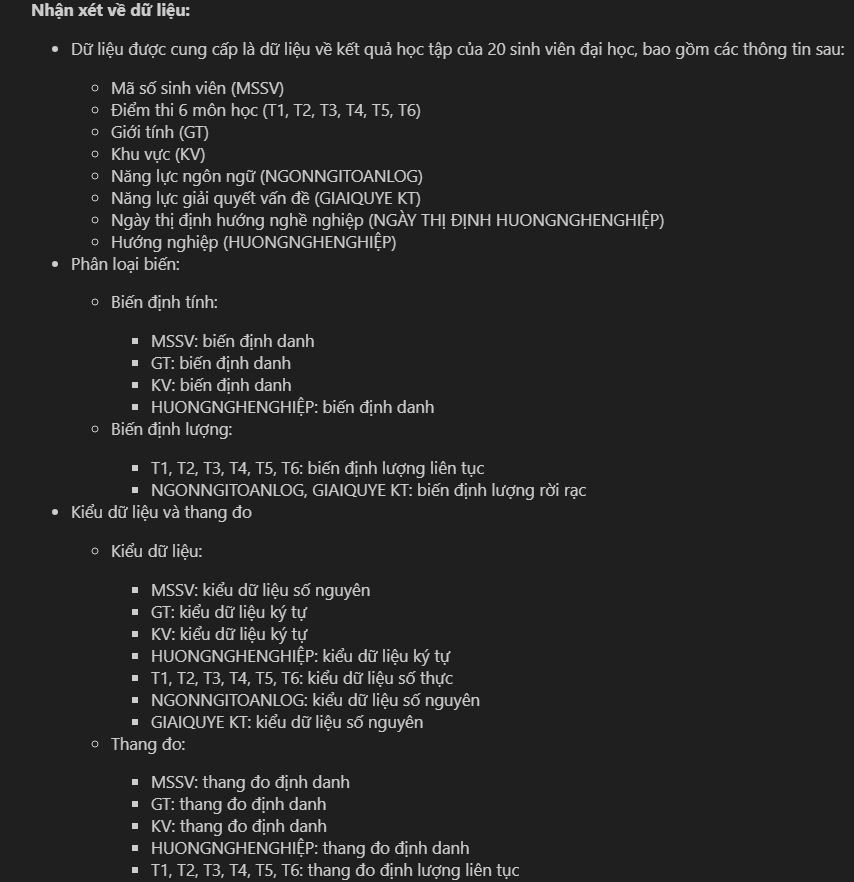 Nhận xét về dữ liệu:
Dữ liệu được cung cấp là dữ liệu về kết quả học tập của 20 sinh viên đại học, bao gồm các thông tin sau:
Mã số sinh viên (MSSV)
Điểm thi 6 môn học (T1, T2, T3, T4, T5, T6)
Giới tính (GT)
Khu vực (KV)
Năng lực ngôn ngữ (NGONNGITOANLOG)
Năng lực giải quyết vấn đề (GIAIQUYE KT)
Ngày thị định hướng nghề nghiệp (NGÀY THỊ ĐỊNH HUONGNGHENGHIỆP)
Hướng nghiệp (HUONGNGHENGHIỆP)
Phân loại biến:
Biến định tính:
MSSV: biến định danh
GT: biến định danh
KV: biến định danh
HUONGNGHENGHIỆP: biến định danh
Biến định lượng:
T1, T2, T3, T4, T5, T6: biến định lượng liên tục
NGONNGITOANLOG, GIAIQUYE KT: biến định lượng rời rạc
Kiểu dữ liệu và thang đo
Kiểu dữ liệu:
MSSV: kiểu dữ liệu số nguyên
GT: kiểu dữ liệu ký tự
KV: kiểu dữ liệu ký tự
HUONGNGHENGHIỆP: kiểu dữ liệu ký tự
T1, T2, T3, T4, T5, T6: kiểu dữ liệu số thực
NGONNGITOANLOG: kiểu dữ liệu số nguyên
GIAIQUYE KT: kiểu dữ liệu số nguyên
Thang đo:
MSSV: thang đo định danh
GT: thang đo định danh
KV: thang đo định danh
HUONGNGHENGHIỆP: thang đo định danh
T1, T2, T3, T4, T5, T6: thang đo định lượng liên tục